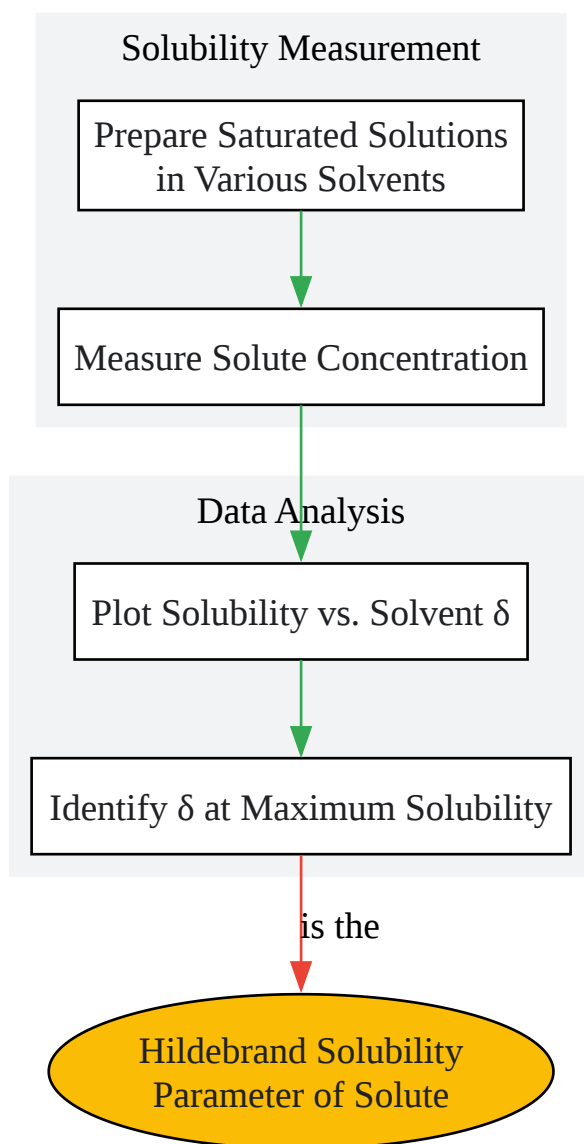 Solubility Measurement
Prepare Saturated Solutions
in Various Solvents
Measure Solute Concentration
Data Analysis
Plot Solubility vs. Solvent δ
Identify δ at Maximum Solubility
is the
Hildebrand Solubility
Parameter of Solute